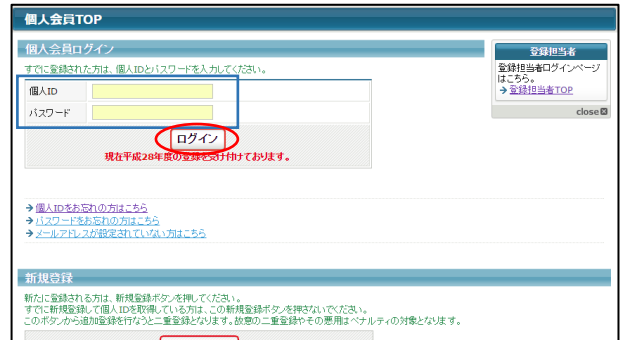 個人会員TOP
個人会員ログイン
すでに登録された方は、個人IDとパスワードを入力してください。
個人ID
パスワード
ログイン
現在平成28年度の登録を受け付けております。
→個人IDをお忘れの方はこちら
→パスワードをお忘れの方はこちら
→メールアドレスが設定されていない方はこちら
登録担当者
登録担当者ログインページ
はこちら。
→登録担当者TOP
close
新規登録
新たに登録される方は、新規登録ボタンを押してください。
すでに新規登録して個人IDを取得している方は、この新規登録ボタンを押さないでください。
このボタンから追加登録を行なうと二重登録となります。故意の二重登録やその悪用はペナルティの対象となります。